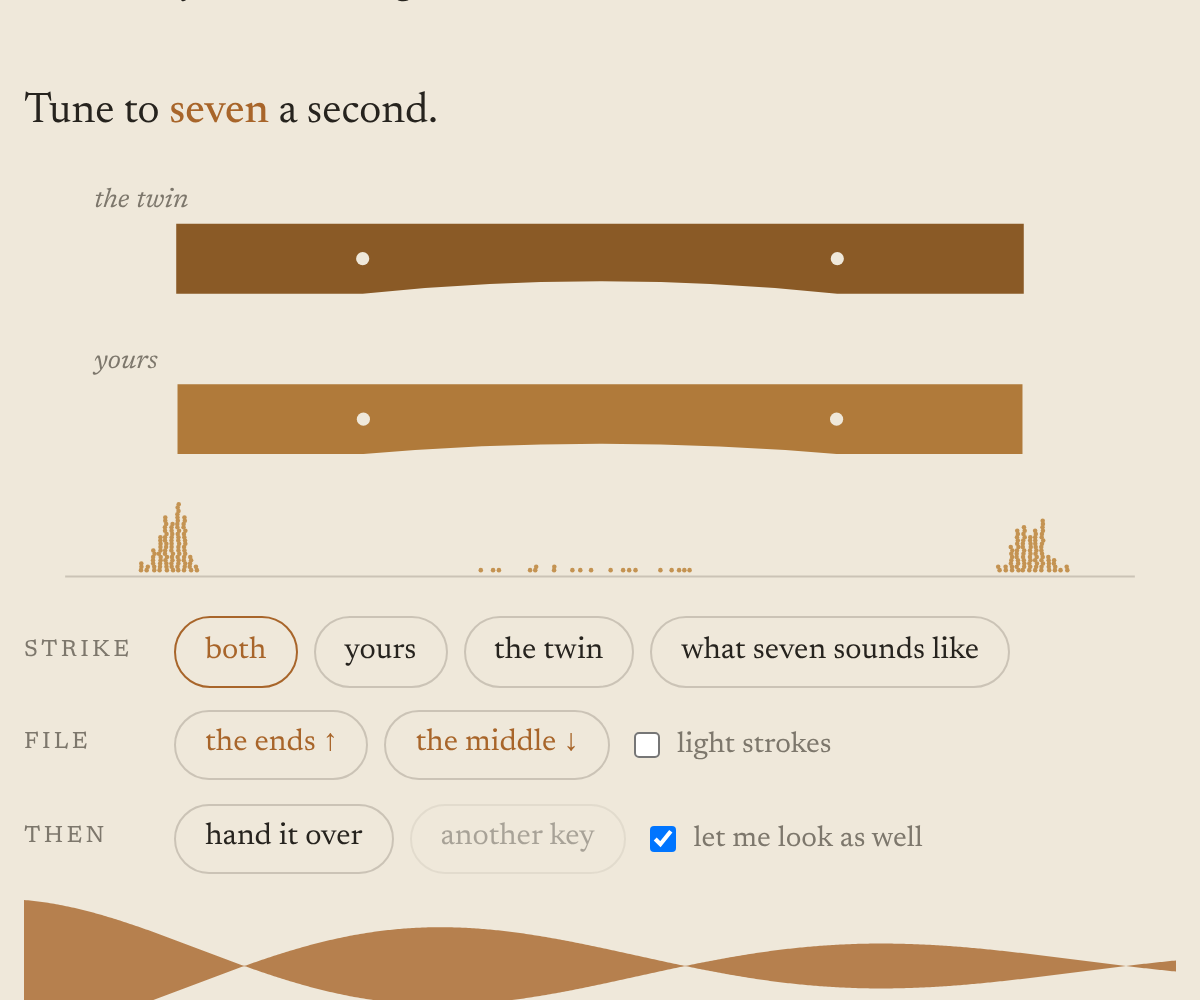 Tune to seven a second.
the twin
yours
STRIKE both yours the twin what seven sounds like
FILE the ends ↑ the middle ↓ light strokes
THEN hand it over another key let me look as well